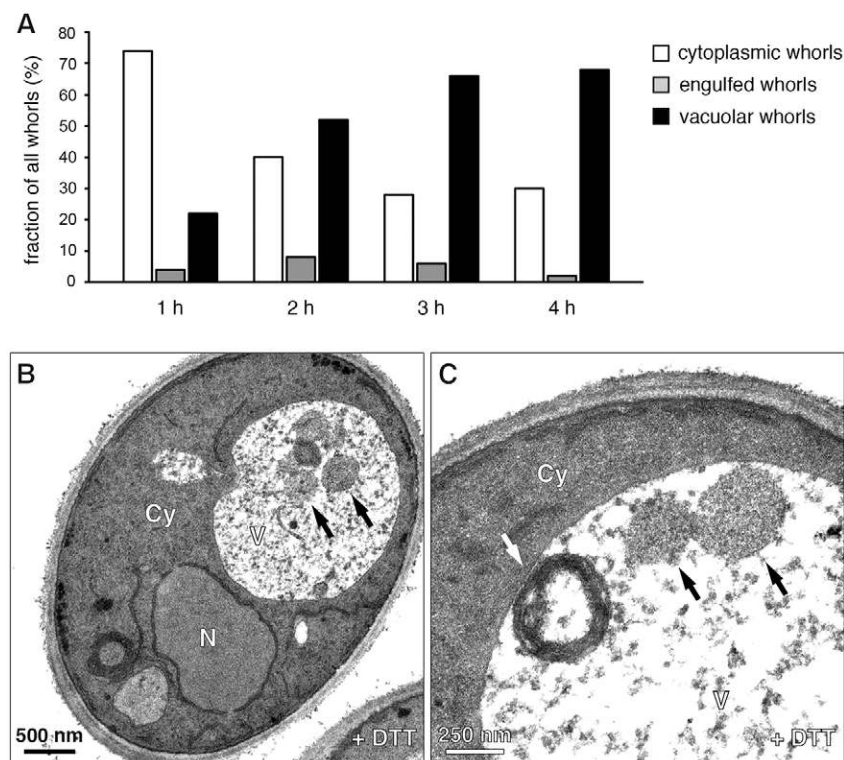 A
fraction of all whorls (%)
80
70
60
50
40
30
20
10
0
1 h 2 h 3 h 4 h
cytoplasmic whorls
engulfed whorls
vacuolar whorls
B
Cy
V
N
500 nm
+ DTT
C
Cy
V
250 nm
+ DTT